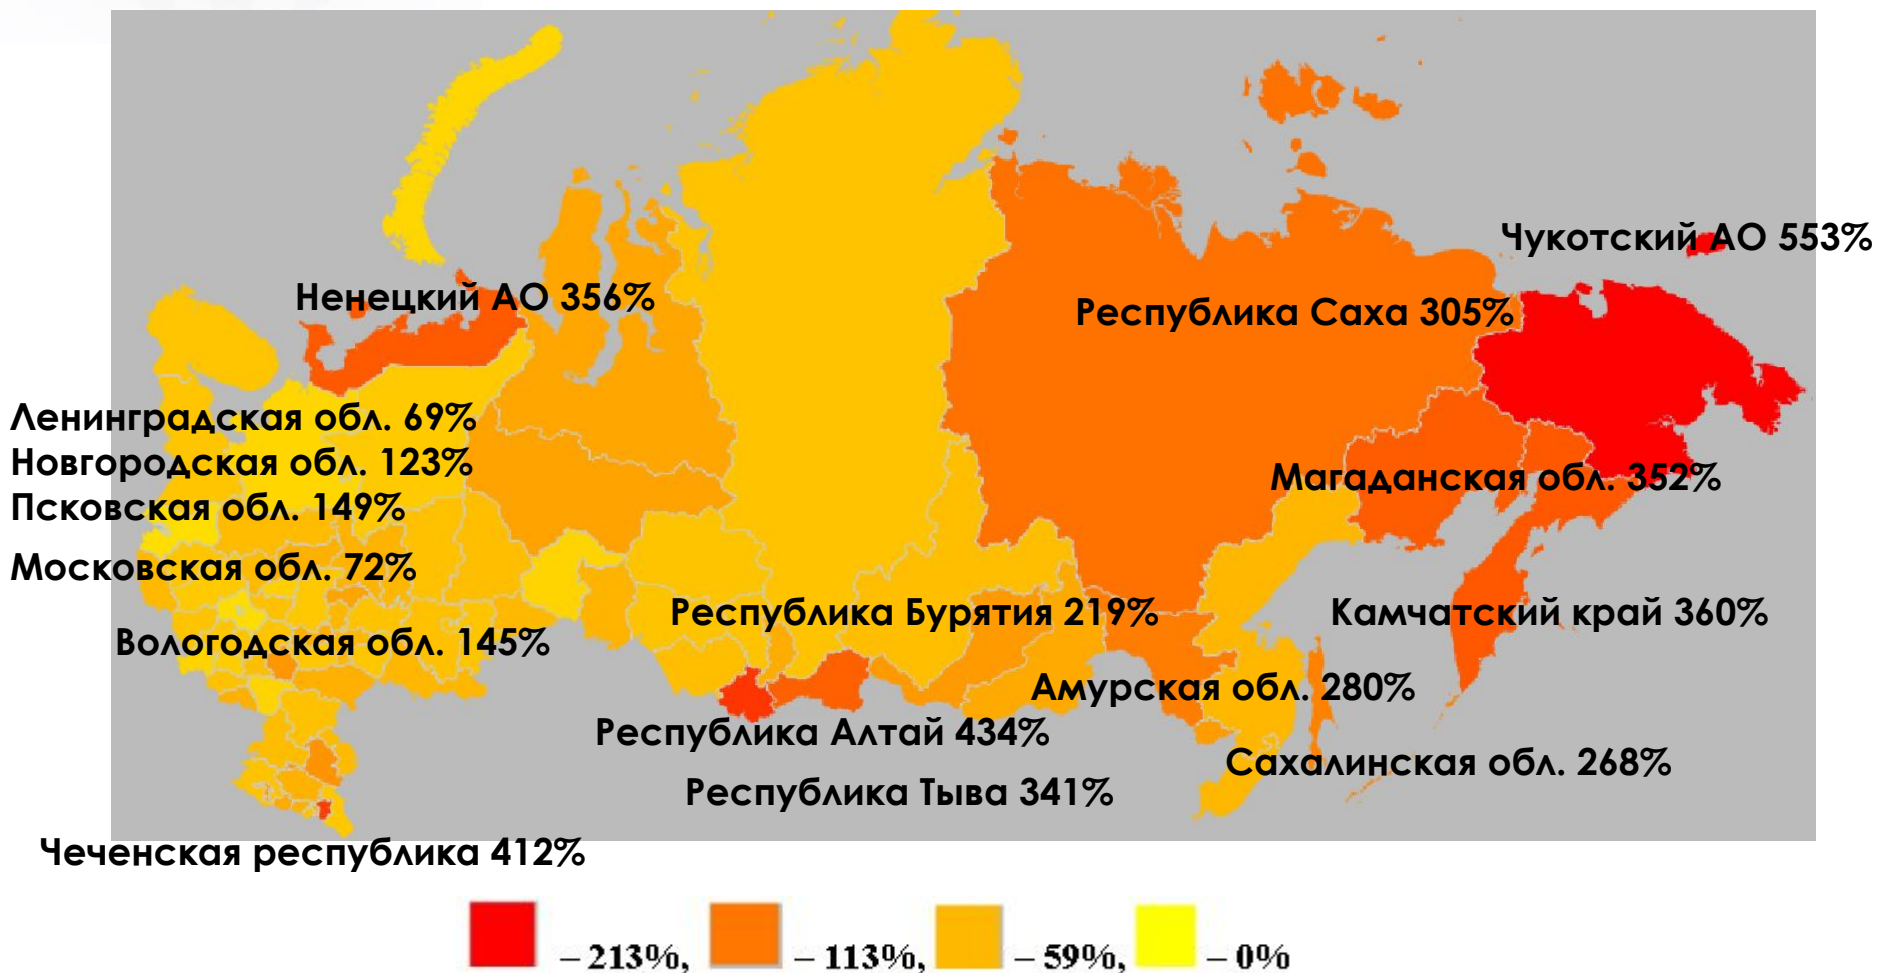 Чукотский АО 553%
Ненецкий АО 356%
Республика Саха 305%
Ленинградская обл. 69%
Новгородская обл. 123%
Магаданская обл. 352%
Псковская обл. 149%
Московская обл. 72%
Республика Бурятия 219%
Камчатский край 360%
Вологодская обл. 145%
Амурская обл. 280%
Республика Алтай 434%
Сахалинская обл. 268%
Республика Тыва 341%
Чеченская республика 412%
– 213%, – 113%, – 59%, – 0%